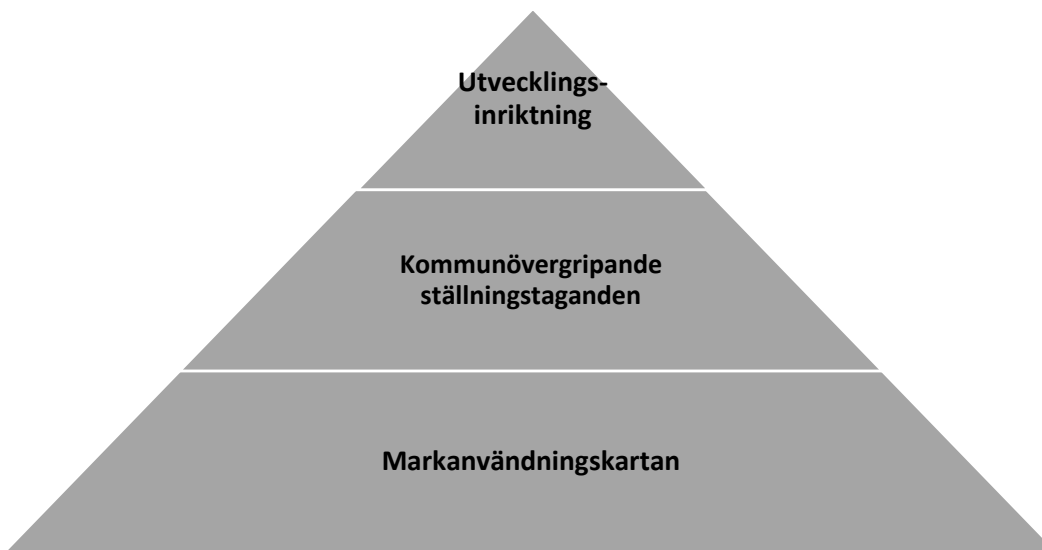 Utvecklings-
inriktning
Kommunövergripande
ställningstaganden
Markanvändningskartan